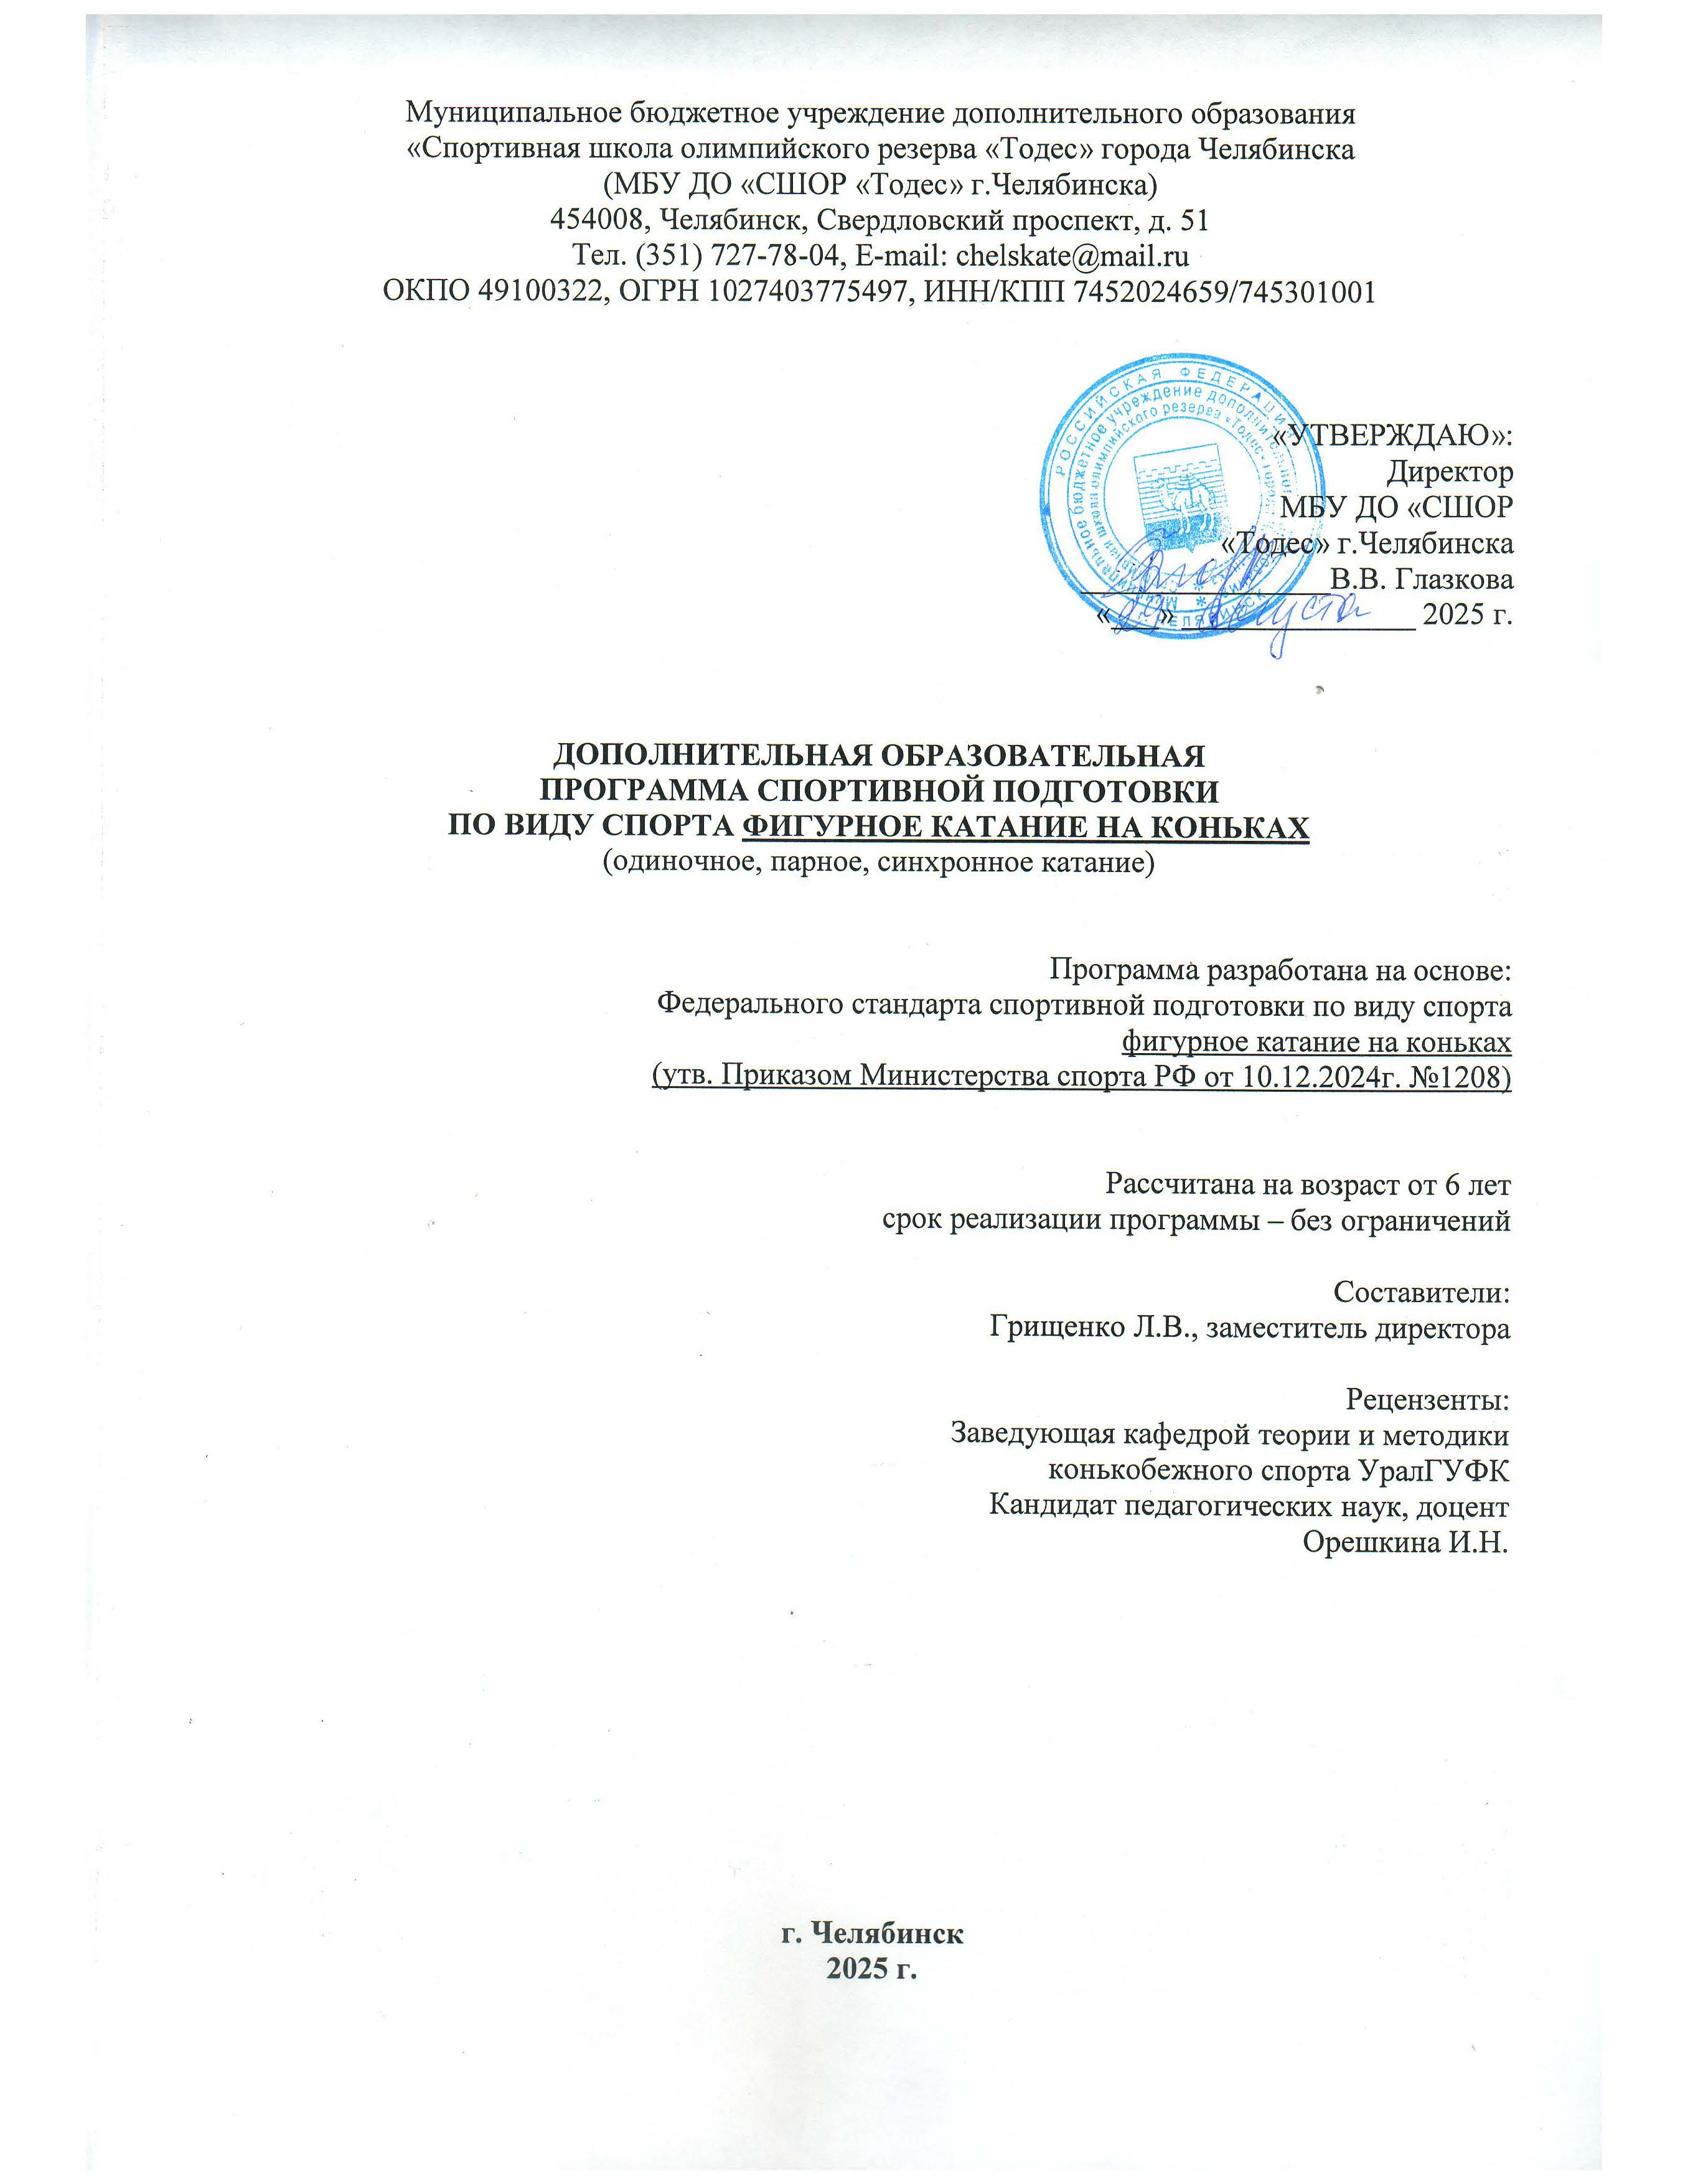 Муниципальное бюджетное учреждение дополнительного образования
«Спортивная школа олимпийского резерва «Тодес» города Челябинска
(МБУ ДО «СШОР «Тодес» г.Челябинска)
454008, Челябинск, Свердловский проспект, д. 51
Тел. (351) 727-78-04, E-mail: chelskate@mail.ru
ОКПО 49100322, ОГРН 1027403775497, ИНН/КПП 7452024659/745301001
РОССИЙСКАЯ ФЕДЕРАЦИЯ
«УТВЕРЖДАЮ»:
Директор
МБУ ДО «СШОР
«Тодес» г.Челябинска
В.В. Глазкова
« » августа 2025 г.
ДОПОЛНИТЕЛЬНАЯ ОБРАЗОВАТЕЛЬНАЯ
ПРОГРАММА СПОРТИВНОЙ ПОДГОТОВКИ
ПО ВИДУ СПОРТА ФИГУРНОЕ КАТАНИЕ НА КОНЬКАХ
(одиночное, парное, синхронное катание)
Программа разработана на основе:
Федерального стандарта спортивной подготовки по виду спорта
фигурное катание на коньках
(утв. Приказом Министерства спорта РФ от 10.12.2024г. №1208)
Рассчитана на возраст от 6 лет
срок реализации программы – без ограничений
Составители:
Грищенко Л.В., заместитель директора
Рецензенты:
Заведующая кафедрой теории и методики
конькобежного спорта УралГУФК
Кандидат педагогических наук, доцент
Орешкина И.Н.
г. Челябинск
2025 г.